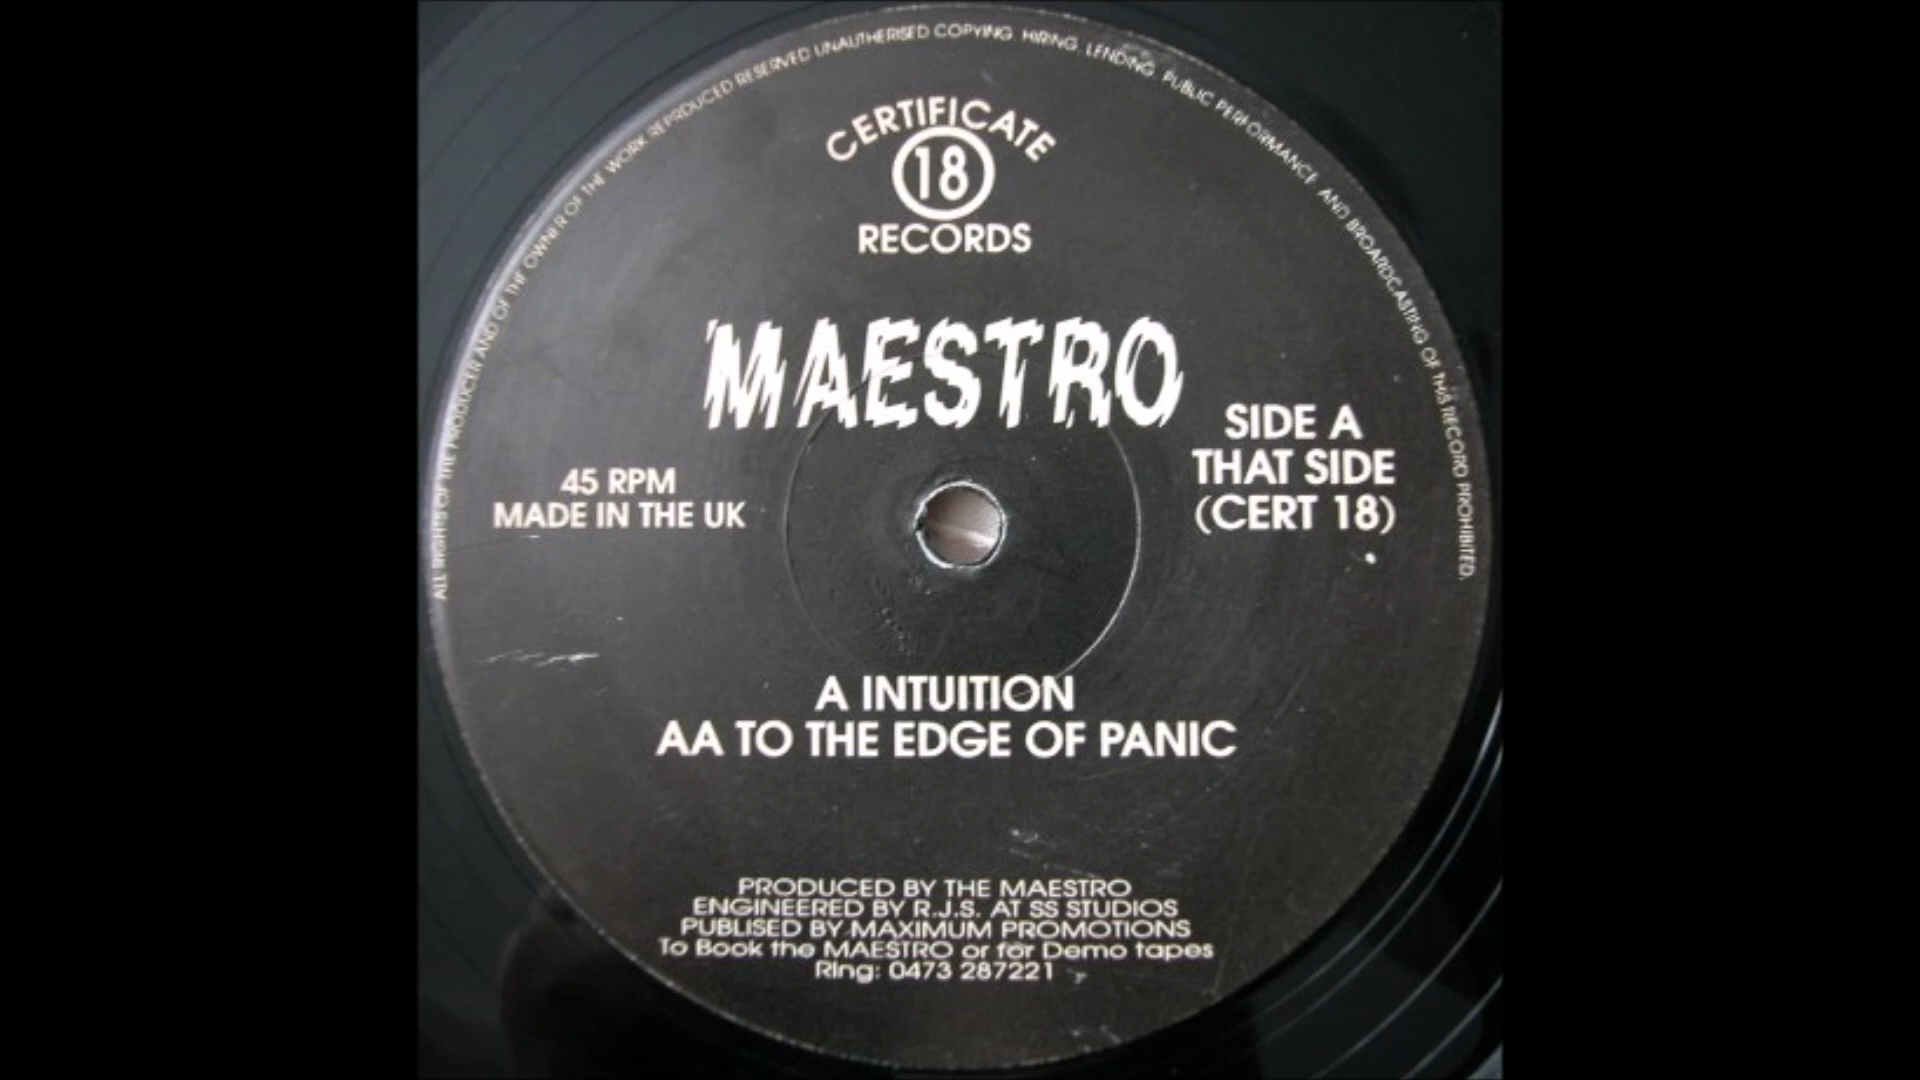 ALL RIGHTS OF THE PRODUCER AND OF THE OWNER OF THE WORK REPRDUCED RESERVED UNAUTHERISED COPYING HIRING LENDING PUBLIC PERFORMANCE AND BROARDCASTING OF THIS RECORD PROHIBITED.
CERTIFICATE
18
RECORDS
MAESTRO
45 RPM
MADE IN THE UK
SIDE A
THAT SIDE
(CERT 18)
A INTUITION
AA TO THE EDGE OF PANIC
PRODUCED BY THE MAESTRO
ENGINEERED BY R.J.S. AT SS STUDIOS
PUBLISED BY MAXIMUM PROMOTIONS
To Book the MAESTRO or for Demo tapes
Ring: 0473 287221